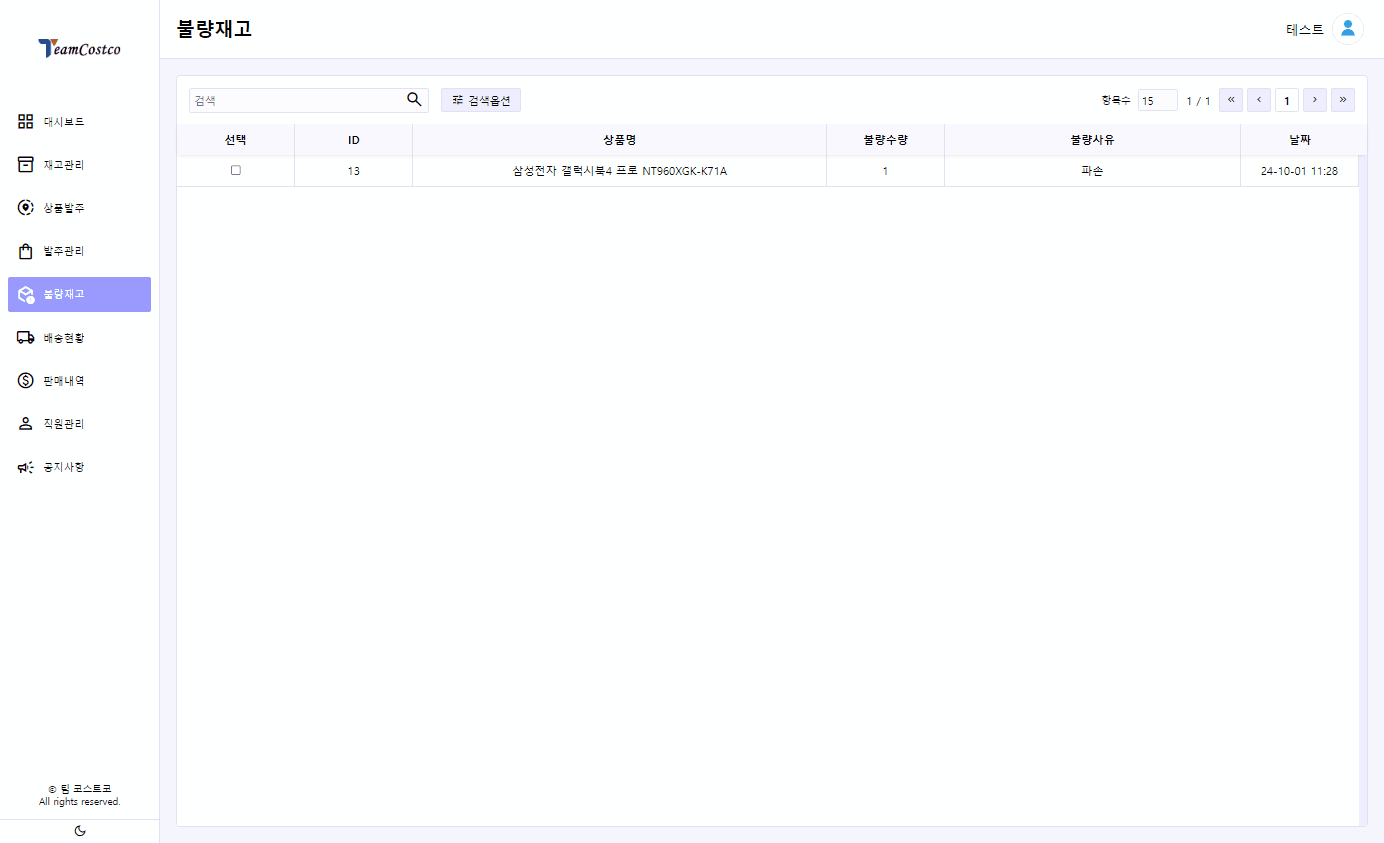 TeamCostco
대시보드
재고관리
상품발주
발주관리
불량재고
배송현황
판매내역
직원관리
공지사항
© 팀 코스트코
All rights reserved.
불량재고
테스트
검색
검색옵션
항목수 15 1 / 1 « ‹ 1 › »
선택 ID 상품명 불량수량 불량사유 날짜
13 삼성전자 갤럭시북4 프로 NT960XGK-K71A 1 파손 24-10-01 11:28